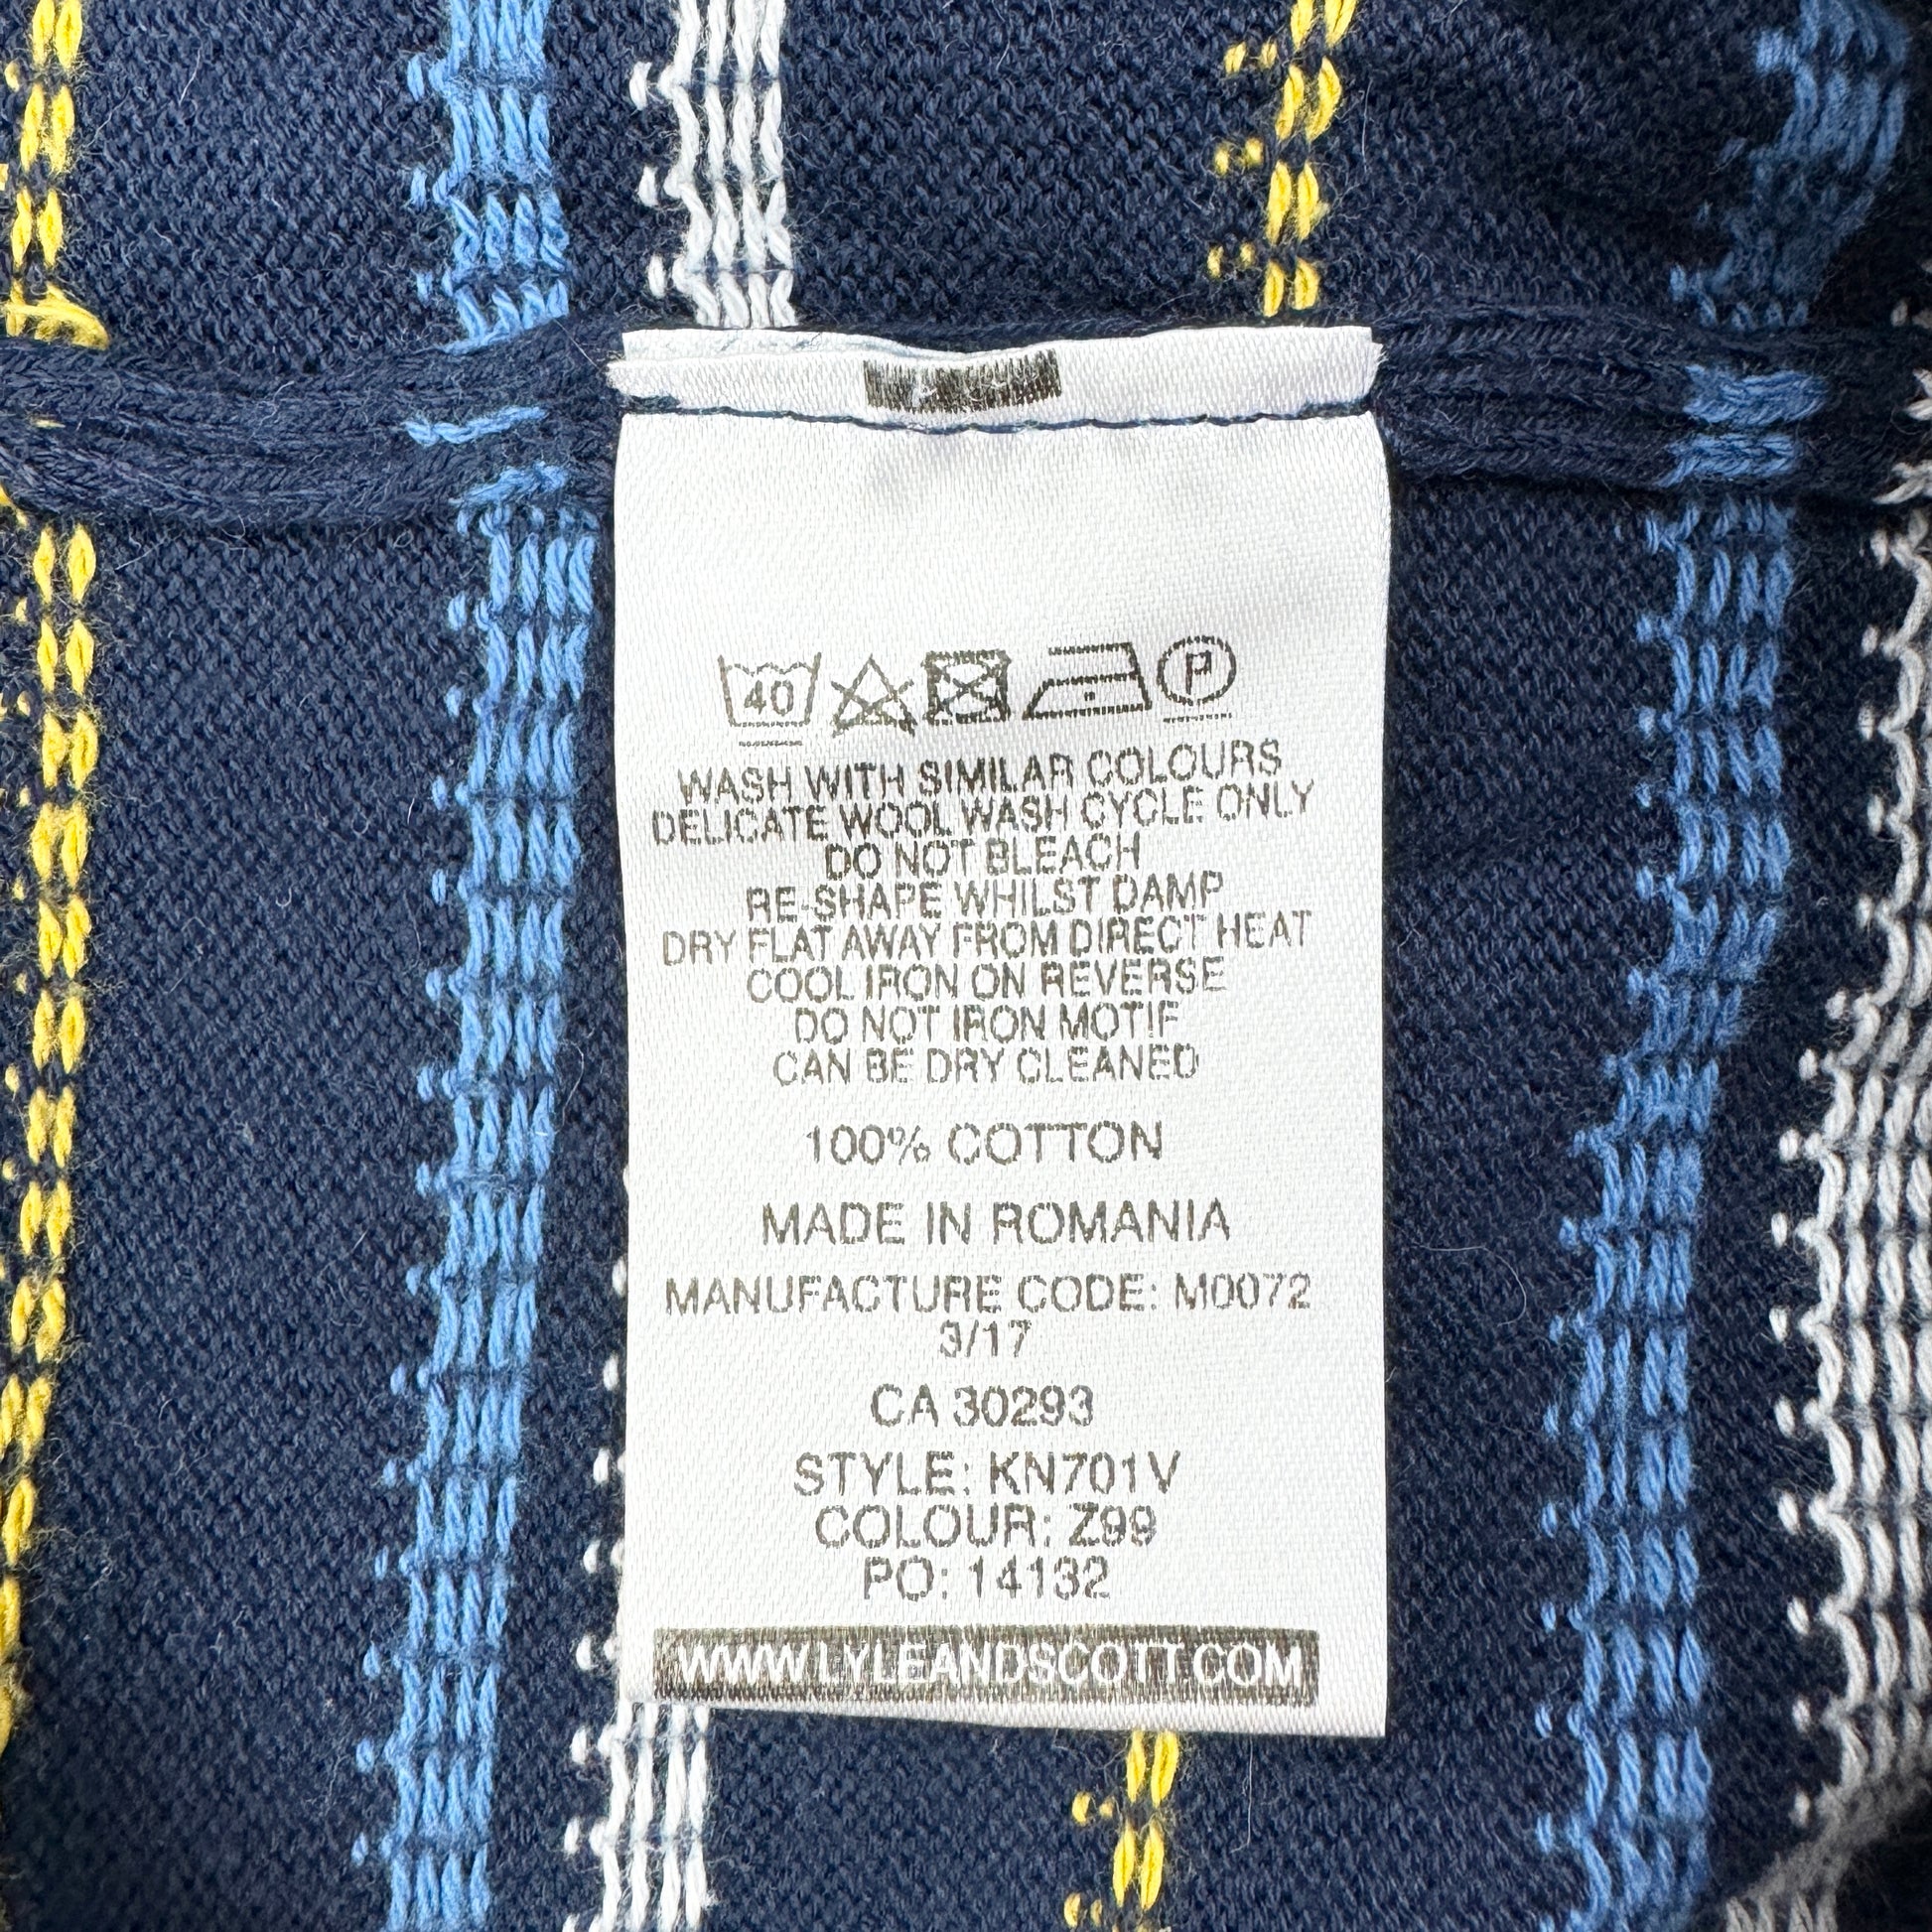 40 P
WASH WITH SIMILAR COLOURS
DELICATE WOOL WASH CYCLE ONLY
DO NOT BLEACH
RE-SHAPE WHILST DAMP
DRY FLAT AWAY FROM DIRECT HEAT
COOL IRON ON REVERSE
DO NOT IRON MOTIF
CAN BE DRY CLEANED
100% COTTON
MADE IN ROMANIA
MANUFACTURE CODE: M0072
3/17
CA 30293
STYLE: KN701V
COLOUR: Z99
PO: 14132
WWW.LYLEANDSCOTT.COM